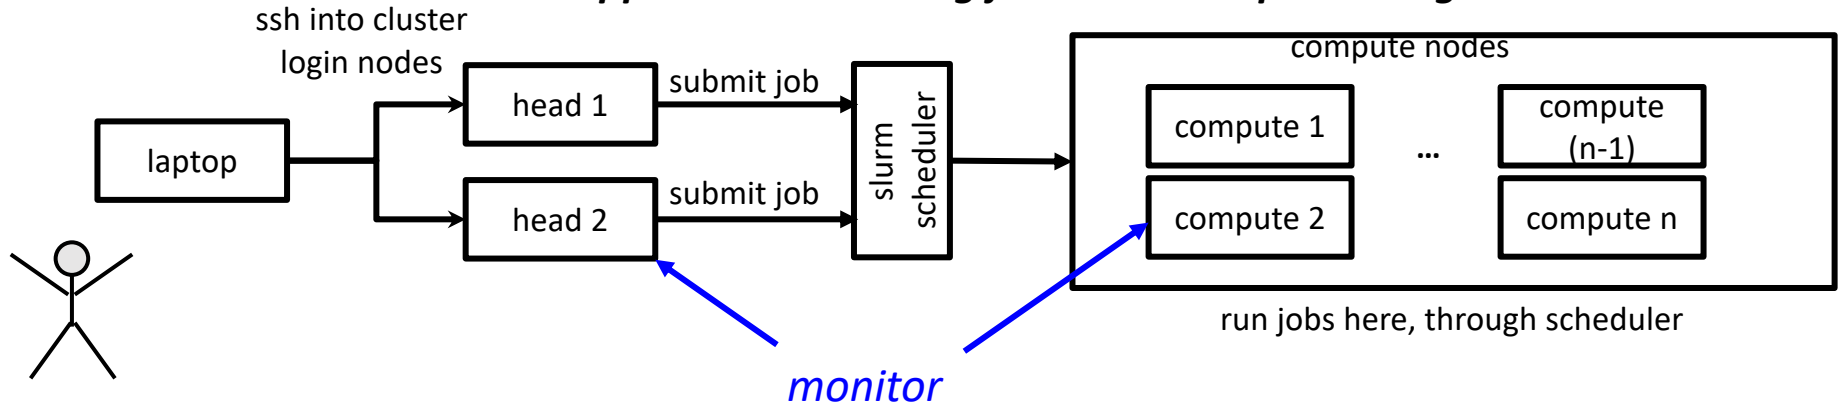 ssh into cluster
login nodes
laptop
head 1
head 2
submit job
submit job
slurm
scheduler
compute nodes
compute 1
compute 2
...
compute
(n-1)
compute n
run jobs here, through scheduler
monitor